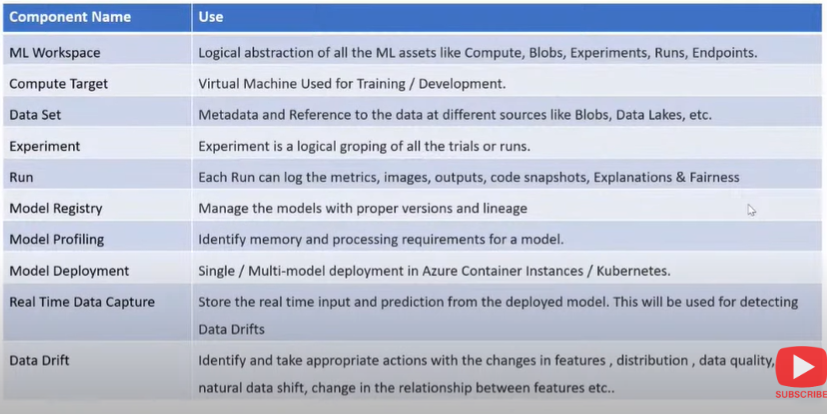 Component Name Use
ML Workspace Logical abstraction of all the ML assets like Compute, Blobs, Experiments, Runs, Endpoints.
Compute Target Virtual Machine Used for Training / Development.
Data Set Metadata and Reference to the data at different sources like Blobs, Data Lakes, etc.
Experiment Experiment is a logical groping of all the trials or runs.
Run Each Run can log the metrics, images, outputs, code snapshots, Explanations & Fairness
Model Registry Manage the models with proper versions and lineage
Model Profiling Identify memory and processing requirements for a model.
Model Deployment Single / Multi-model deployment in Azure Container Instances / Kubernetes.
Real Time Data Capture Store the real time input and prediction from the deployed model. This will be used for detecting
Data Drifts
Data Drift Identify and take appropriate actions with the changes in features , distribution , data quality,
natural data shift, change in the relationship between features etc..
SUBSCRIBE